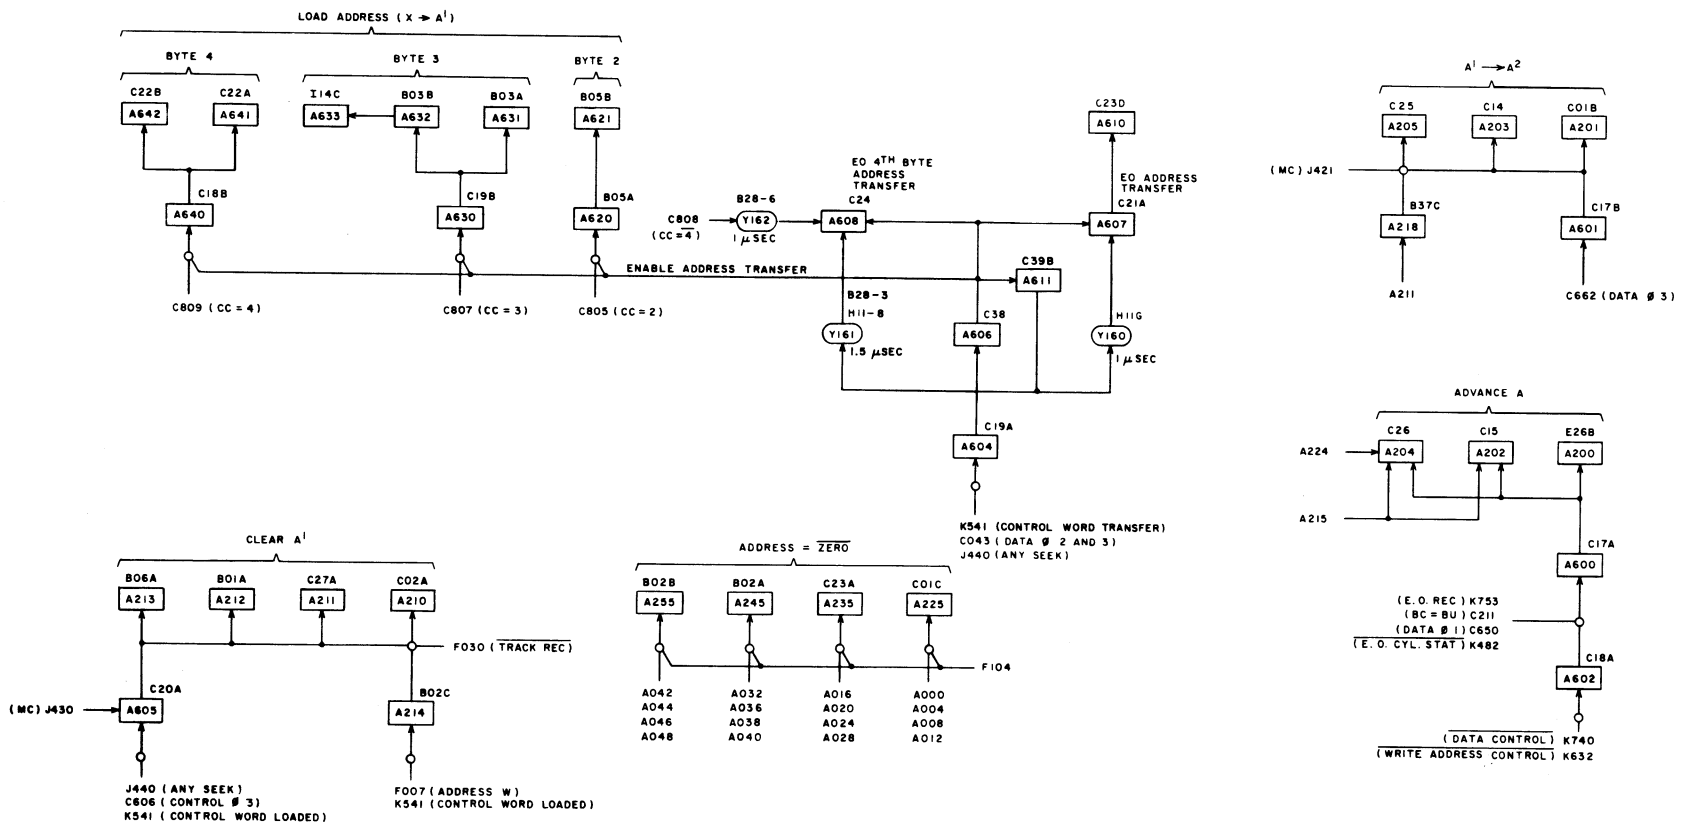 LOAD ADDRESS (X → A¹)
BYTE 4
BYTE 3
BYTE 2
C22B
C22A
I14C
B03B
B03A
B05B
A642
A641
A633
A632
A631
A621
C18B
C19B
B05A
A640
A630
A620
ENABLE ADDRESS TRANSFER
C809 (CC = 4)
C807 (CC = 3)
C805 (CC = 2)
C23D
A610
EO 4TH BYTE
ADDRESS
TRANSFER
C24
A608
B28-6
C808
Y162
(CC=4̅)
1 µSEC
EO ADDRESS
TRANSFER
C21A
A607
C39B
A611
B28-3
H11-8
Y161
1.5 µSEC
C38
A606
H11G
Y160
1 µSEC
C19A
A604
K541 (CONTROL WORD TRANSFER)
C043 (DATA Ø 2 AND 3)
J440 (ANY SEEK)
A¹ → A²
C25
C14
C01B
A205
A203
A201
(MC) J421
B37C
C17B
A218
A601
A211
C662 (DATA Ø 3)
ADVANCE A
C26
C15
E26B
A224
A204
A202
A200
A215
C17A
A600
(E.O. REC) K753
(BC = BU) C211
(DATA Ø 1) C650
(E.O. CYL. STAT) K482
C18A
A602
(DATA CONTROL) K740
(WRITE ADDRESS CONTROL) K632
CLEAR A¹
B06A
B01A
C27A
C02A
A213
A212
A211
A210
F030 (TRACK REC)
C20A
B02C
(MC) J430
A605
A214
J440 (ANY SEEK)
C606 (CONTROL Ø 3)
K541 (CONTROL WORD LOADED)
F007 (ADDRESS W)
K541 (CONTROL WORD LOADED)
ADDRESS = ZERO
B02B
B02A
C23A
C01C
A255
A245
A235
A225
F104
A042
A032
A016
A000
A044
A036
A020
A004
A046
A038
A024
A008
A048
A040
A028
A012